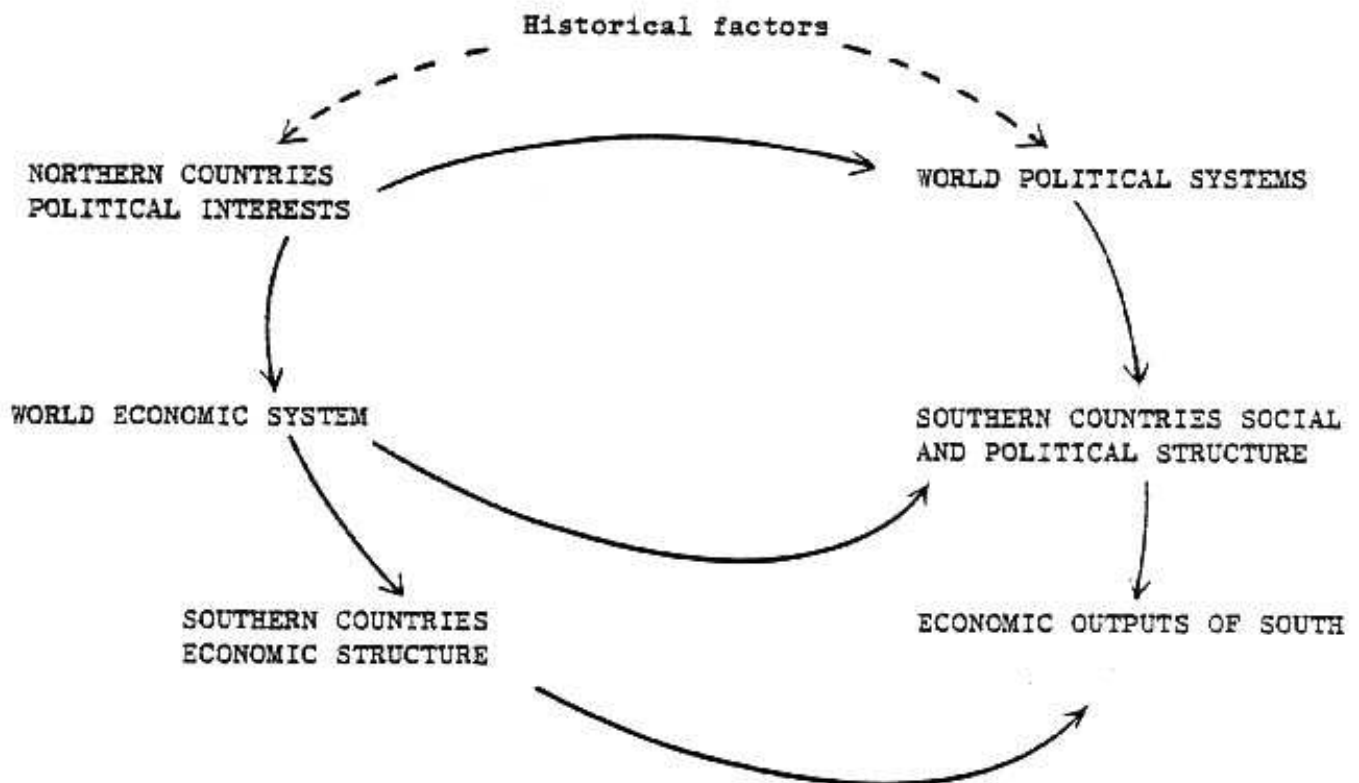 Historical factors
NORTHERN COUNTRIES
POLITICAL INTERESTS
WORLD POLITICAL SYSTEMS
WORLD ECONOMIC SYSTEM
SOUTHERN COUNTRIES SOCIAL
AND POLITICAL STRUCTURE
SOUTHERN COUNTRIES
ECONOMIC STRUCTURE
ECONOMIC OUTPUTS OF SOUTH